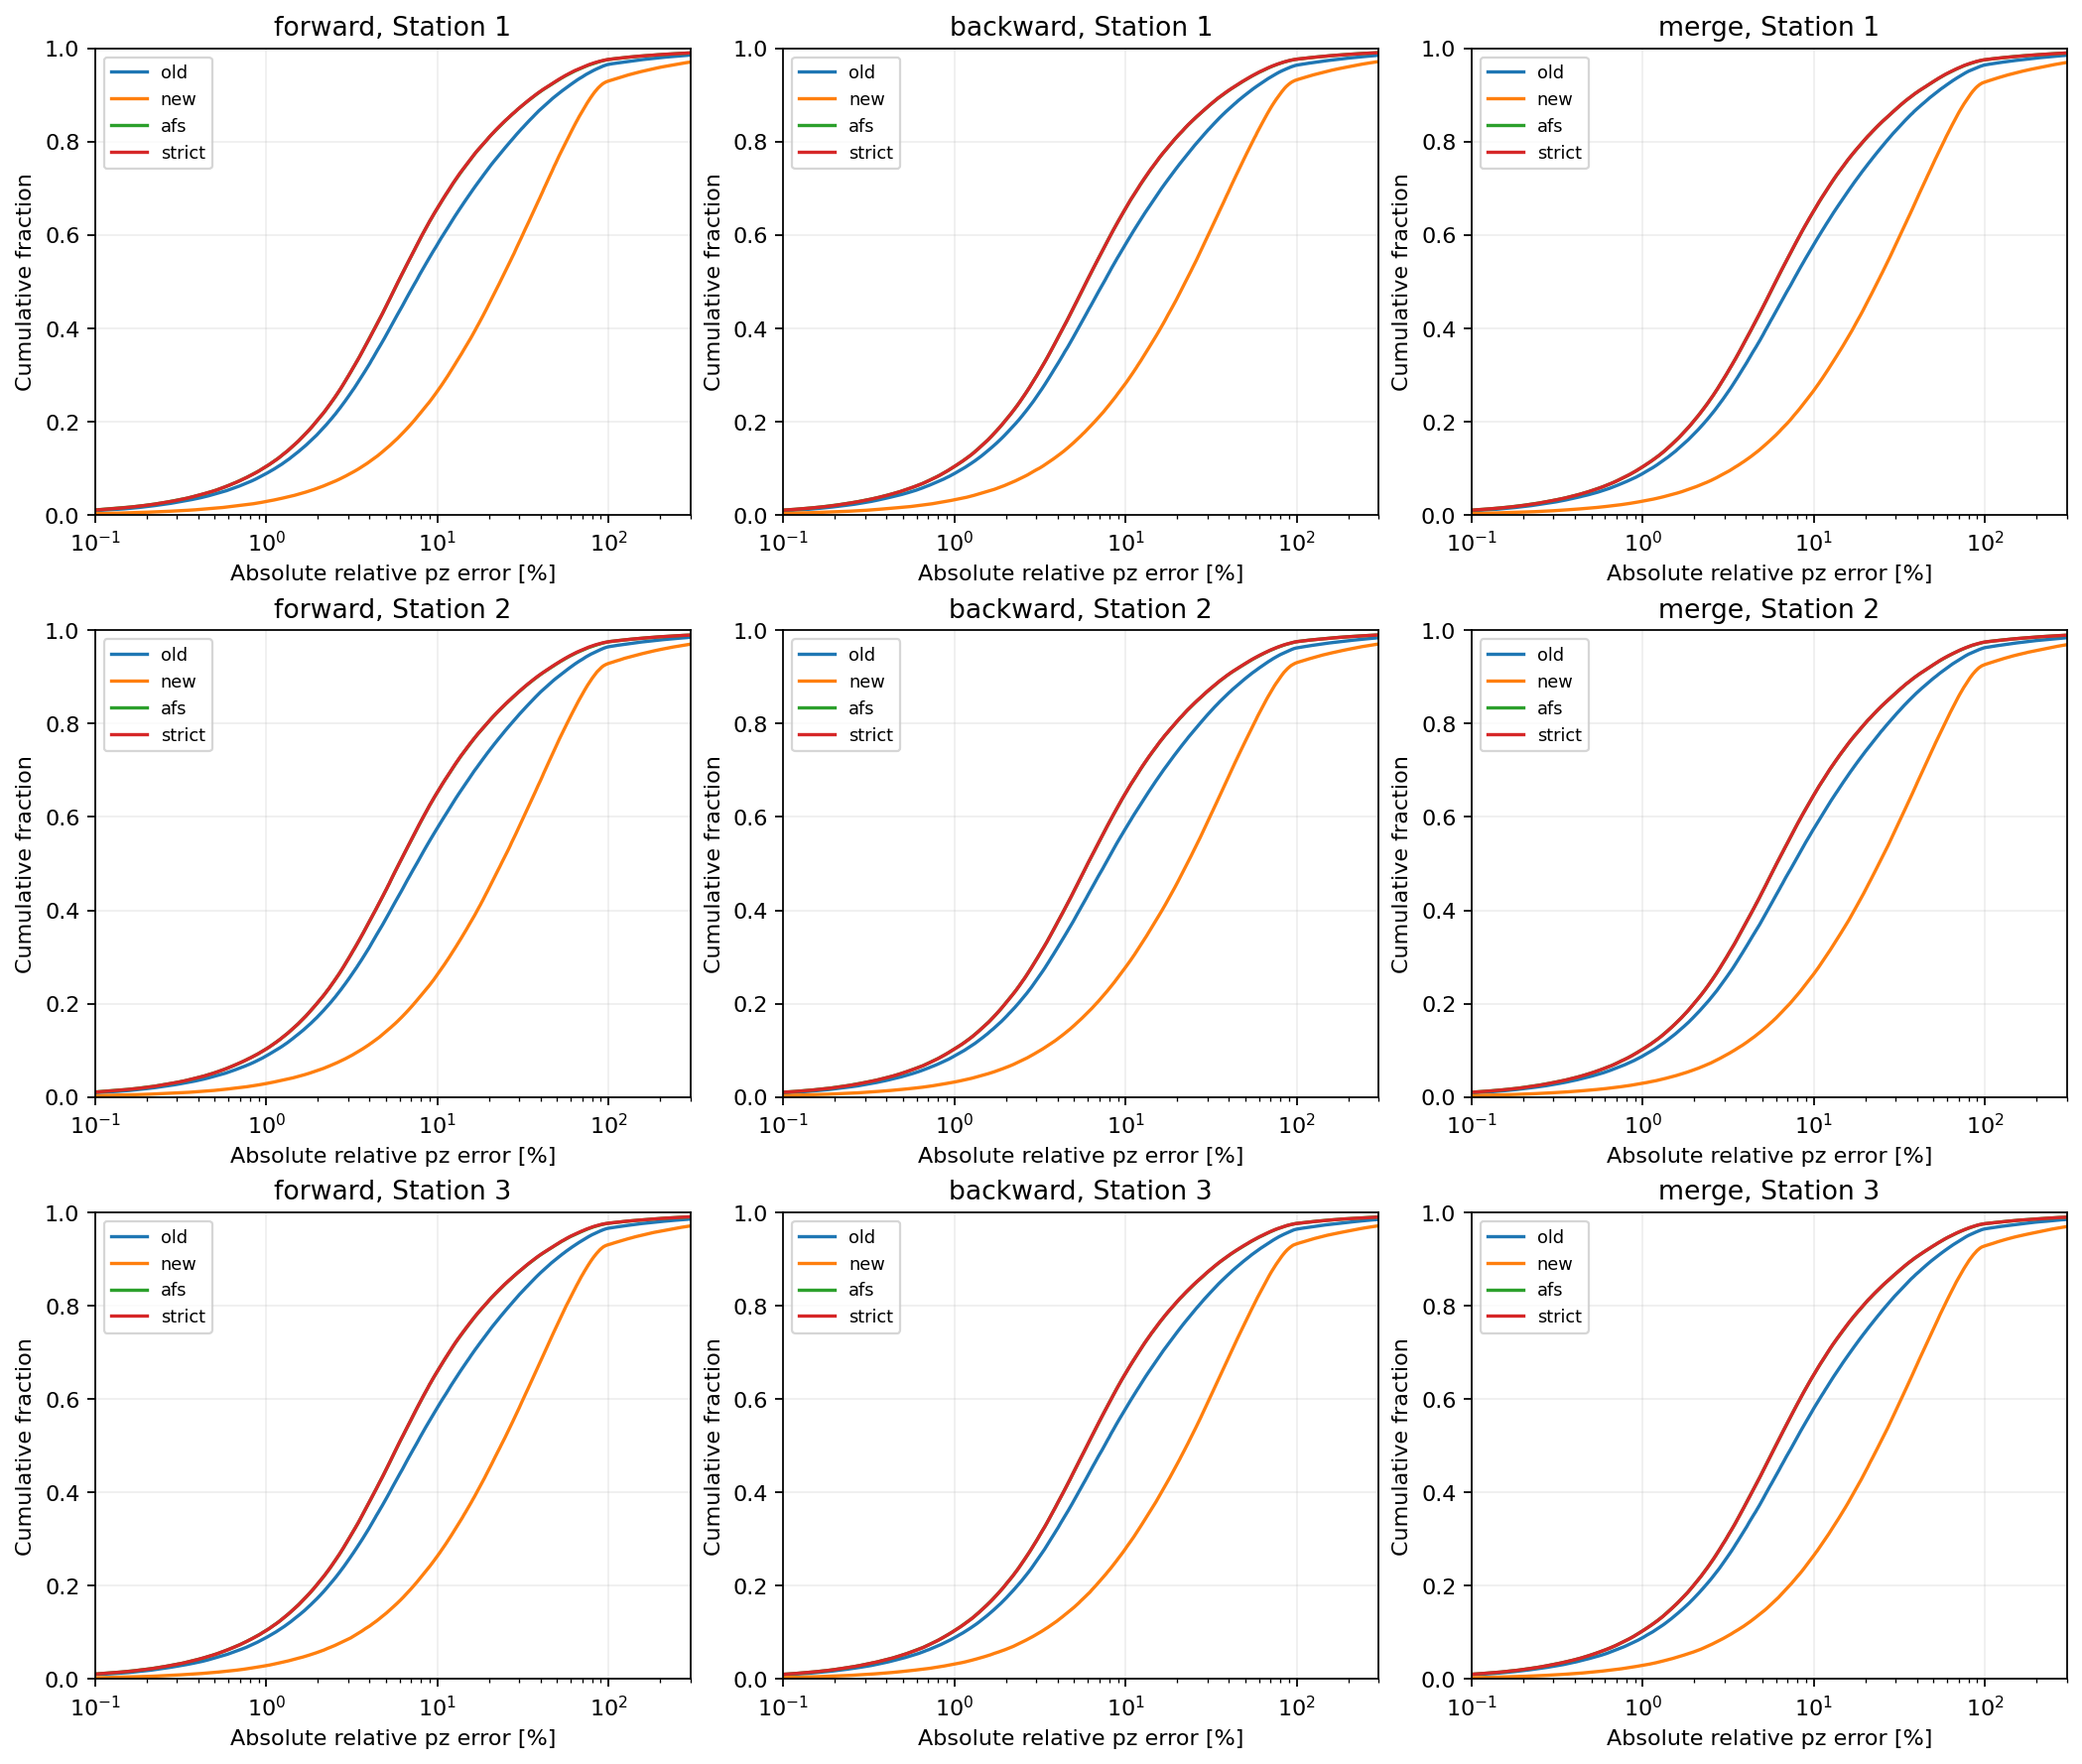 forward, Station 1
1.0
0.8
0.6
0.4
0.2
0.0
Cumulative fraction
old
new
afs
strict
10⁻¹ 10⁰ 10¹ 10²
Absolute relative pz error [%]
backward, Station 1
1.0
0.8
0.6
0.4
0.2
0.0
Cumulative fraction
old
new
afs
strict
10⁻¹ 10⁰ 10¹ 10²
Absolute relative pz error [%]
merge, Station 1
1.0
0.8
0.6
0.4
0.2
0.0
Cumulative fraction
old
new
afs
strict
10⁻¹ 10⁰ 10¹ 10²
Absolute relative pz error [%]
forward, Station 2
1.0
0.8
0.6
0.4
0.2
0.0
Cumulative fraction
old
new
afs
strict
10⁻¹ 10⁰ 10¹ 10²
Absolute relative pz error [%]
backward, Station 2
1.0
0.8
0.6
0.4
0.2
0.0
Cumulative fraction
old
new
afs
strict
10⁻¹ 10⁰ 10¹ 10²
Absolute relative pz error [%]
merge, Station 2
1.0
0.8
0.6
0.4
0.2
0.0
Cumulative fraction
old
new
afs
strict
10⁻¹ 10⁰ 10¹ 10²
Absolute relative pz error [%]
forward, Station 3
1.0
0.8
0.6
0.4
0.2
0.0
Cumulative fraction
old
new
afs
strict
10⁻¹ 10⁰ 10¹ 10²
Absolute relative pz error [%]
backward, Station 3
1.0
0.8
0.6
0.4
0.2
0.0
Cumulative fraction
old
new
afs
strict
10⁻¹ 10⁰ 10¹ 10²
Absolute relative pz error [%]
merge, Station 3
1.0
0.8
0.6
0.4
0.2
0.0
Cumulative fraction
old
new
afs
strict
10⁻¹ 10⁰ 10¹ 10²
Absolute relative pz error [%]